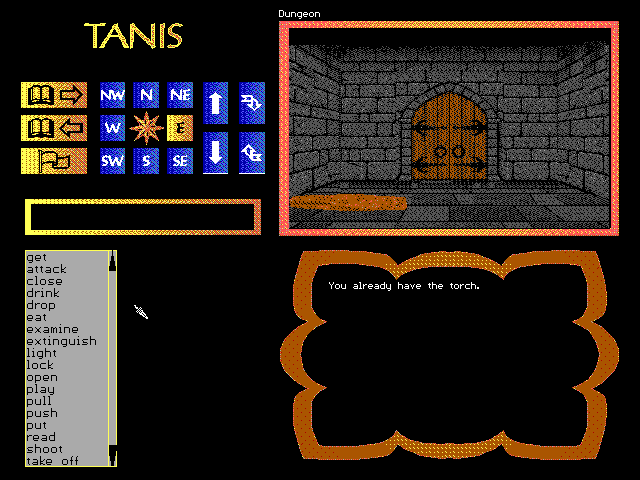 TANIS
Dungeon
NW N NE
W E
SW S SE
get
attack
close
drink
drop
eat
examine
extinguish
light
lock
open
play
pull
push
put
read
shoot
take off
You already have the torch.